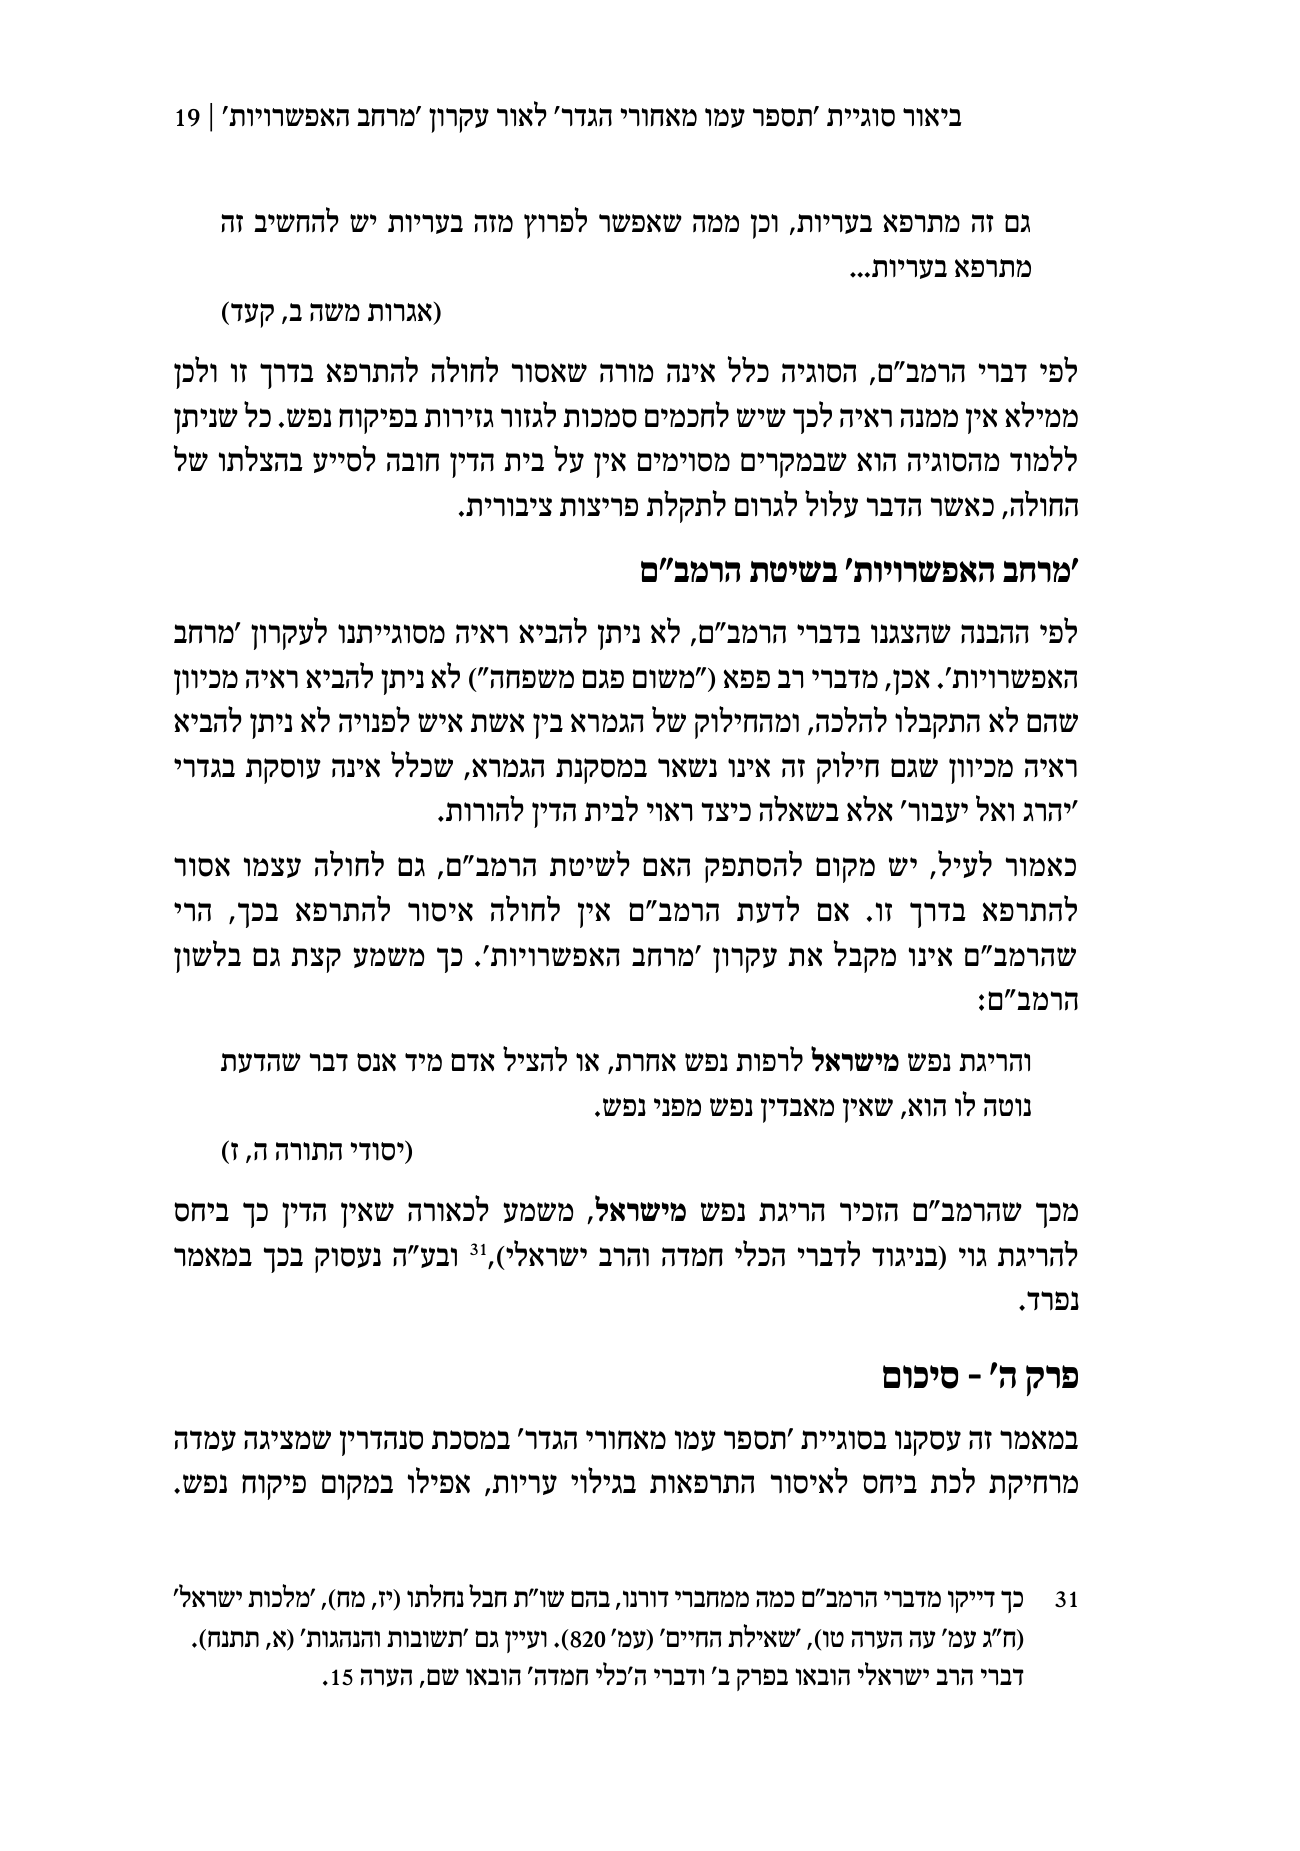 ביאור סוגיית 'תספר עמו מאחורי הגדר' לאור עקרון 'מרחב האפשרויות' | 19
גם זה מתרפא בעריות, וכן ממה שאפשר לפרוץ מזה בעריות יש להחשיב זה
מתרפא בעריות...
(אגרות משה ב, קעד)
לפי דברי הרמב"ם, הסוגיה כלל אינה מורה שאסור לחולה להתרפא בדרך זו ולכן
ממילא אין ממנה ראיה לכך שיש לחכמים סמכות לגזור גזירות בפיקוח נפש. כל שניתן
ללמוד מהסוגיה הוא שבמקרים מסוימים אין על בית הדין חובה לסייע בהצלתו של
החולה, כאשר הדבר עלול לגרום לתקלת פריצות ציבורית.
'מרחב האפשרויות' בשיטת הרמב"ם
לפי ההבנה שהצגנו בדברי הרמב"ם, לא ניתן להביא ראיה מסוגייתנו לעקרון 'מרחב
האפשרויות'. אכן, מדברי רב פפא ("משום פגם משפחה") לא ניתן להביא ראיה מכיוון
שהם לא התקבלו להלכה, ומהחילוק של הגמרא בין אשת איש לפנויה לא ניתן להביא
ראיה מכיוון שגם חילוק זה אינו נשאר במסקנת הגמרא, שכלל אינה עוסקת בגדרי
'יהרג ואל יעבור' אלא בשאלה כיצד ראוי לבית הדין להורות.
כאמור לעיל, יש מקום להסתפק האם לשיטת הרמב"ם, גם לחולה עצמו אסור
להתרפא בדרך זו. אם לדעת הרמב"ם אין לחולה איסור להתרפא בכך, הרי
שהרמב"ם אינו מקבל את עקרון 'מרחב האפשרויות'. כך משמע קצת גם בלשון
הרמב"ם:
והריגת נפש מישראל לרפות נפש אחרת, או להציל אדם מיד אנס דבר שהדעת
נוטה לו הוא, שאין מאבדין נפש מפני נפש.
(יסודי התורה ה, ז)
מכך שהרמב"ם הזכיר הריגת נפש מישראל, משמע לכאורה שאין הדין כך ביחס
להריגת גוי (בניגוד לדברי הכלי חמדה והרב ישראלי),31 ובע"ה נעסוק בכך במאמר
נפרד.
פרק ה' - סיכום
במאמר זה עסקנו בסוגיית 'תספר עמו מאחורי הגדר' במסכת סנהדרין שמציגה עמדה
מרחיקת לכת ביחס לאיסור התרפאות בגילוי עריות, אפילו במקום פיקוח נפש.
31 כך דייקו מדברי הרמב"ם כמה ממחברי דורנו, בהם שו"ת חבל נחלתו (יז, מח), 'מלכות ישראל'
(ח"ג עמ' עה הערה טו), 'שאילת החיים' (עמ' 820). ועיין גם 'תשובות והנהגות' (א, תתנח).
דברי הרב ישראלי הובאו בפרק ב' ודברי ה'כלי חמדה' הובאו שם, הערה 15.